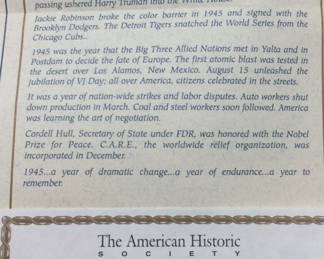 passing ushered Harry Truman into the White House.
Jackie Robinson broke the color barrier in 1945 and signed with the
Brooklyn Dodgers. The Detroit Tigers snatched the World Series from the
Chicago Cubs..
1945 was the year that the Big Three Allied Nations met in Yalta and in
Postdam to decide the fate of Europe. The first atomic blast was tested in
the desert over Los Alamos, New Mexico. August 15 unleashed the
jubilation of VJ Day; all over America, citizens celebrated in the streets.
It was a year of nation-wide strikes and labor disputes. Auto workers shut
down production in March. Coal and steel workers soon followed. America
was learning the art of negotiation.
Cordell Hull, Secretary of State under FDR, was honored with the Nobel
Prize for Peace. C.A.R.E., the worldwide relief organization, was
incorporated in December.
1945...a year of dramatic change...a year of endurance...a year to
remember.
The American Historic
SOCIETY